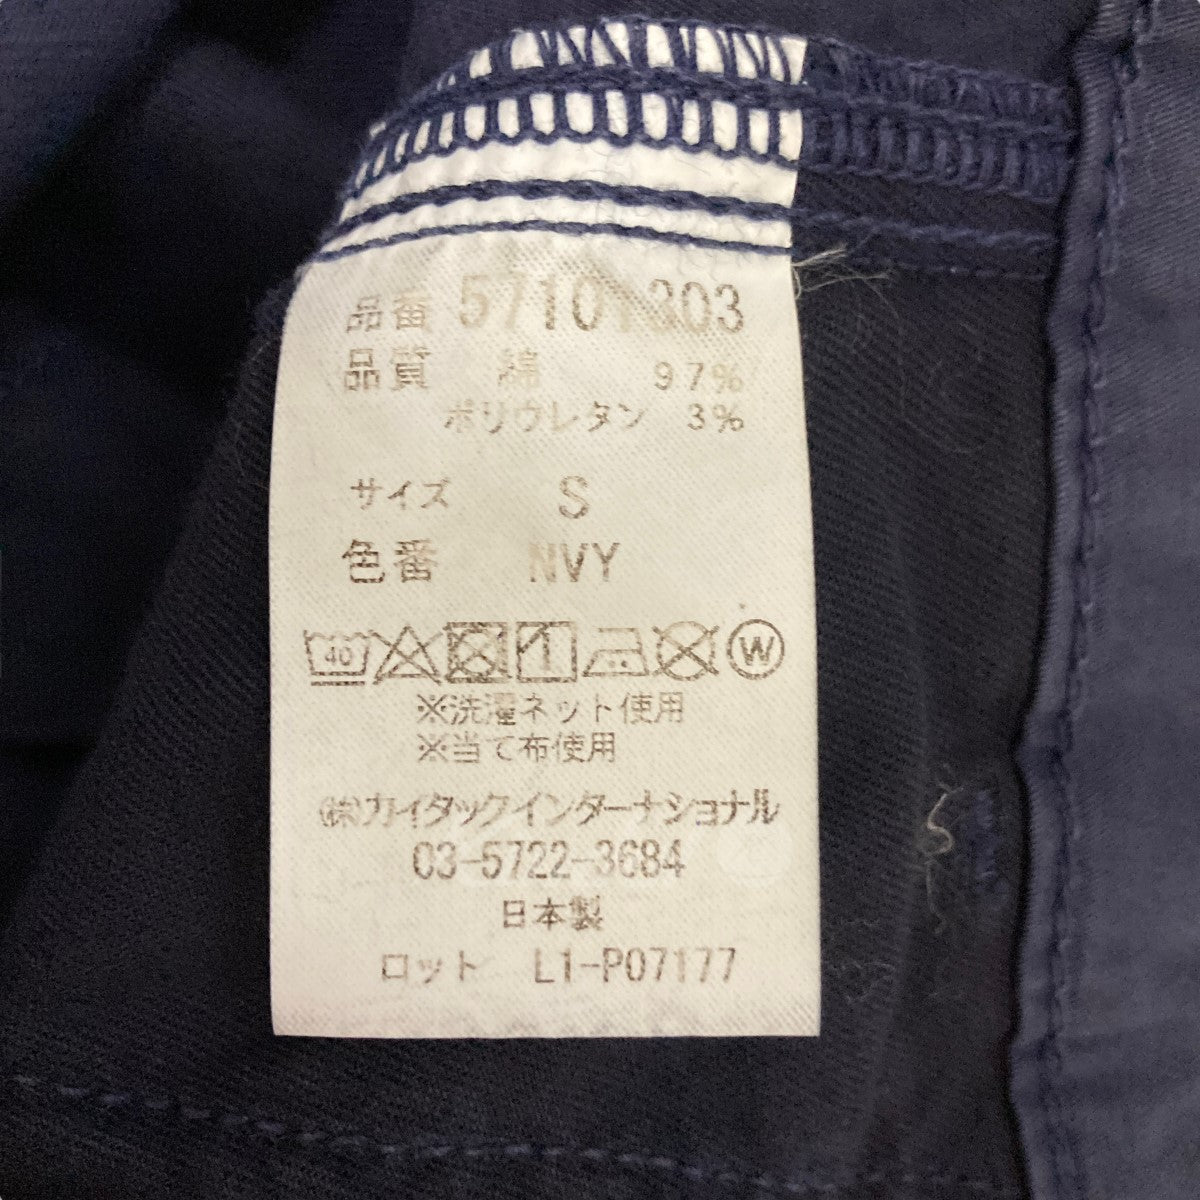 品番 57101303
品質 綿 97%
ポリウレタン 3%
サイズ S
色番 NVY
40 W
※洗濯ネット使用
※当て布使用
㈱カイタックインターナショナル
03-5722-3684
日本製
ロット L1-P07177